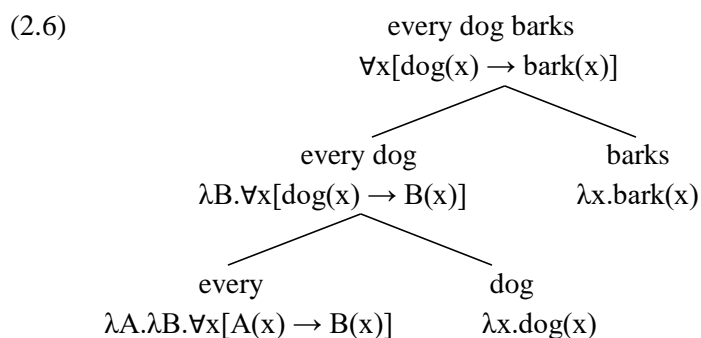 (2.6) every dog barks
∀x[dog(x) → bark(x)]
every dog barks
λB.∀x[dog(x) → B(x)] λx.bark(x)
every dog
λA.λB.∀x[A(x) → B(x)] λx.dog(x)